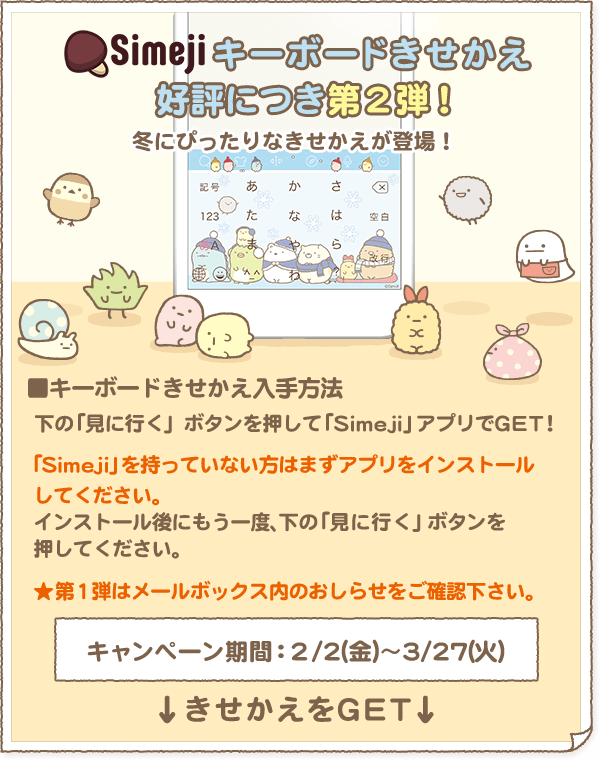 Simeji キーボードきせかえ
好評につき第２弾！
冬にぴったりなきせかえが登場！
記号 あ か さ
123 た な は 空白
A ま や ら 改行
わ
■キーボードきせかえ入手方法
下の「見に行く」ボタンを押して「Simeji」アプリでGET！
「Simeji」を持っていない方はまずアプリをインストール
してください。
インストール後にもう一度、下の「見に行く」ボタンを
押してください。
★第１弾はメールボックス内のおしらせをご確認下さい。
キャンペーン期間：２/２(金)〜３/27(火)
↓きせかえをGET↓